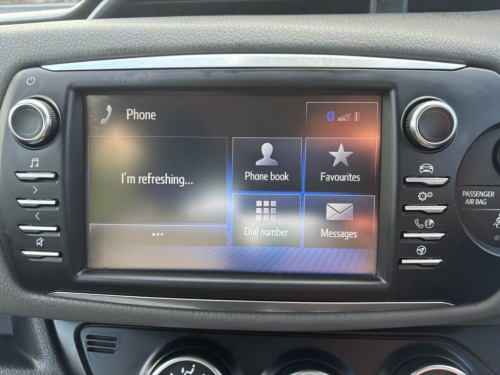 Phone
I'm refreshing...
Phone book
Favourites
Dial number
Messages
PASSENGER
AIR BAG